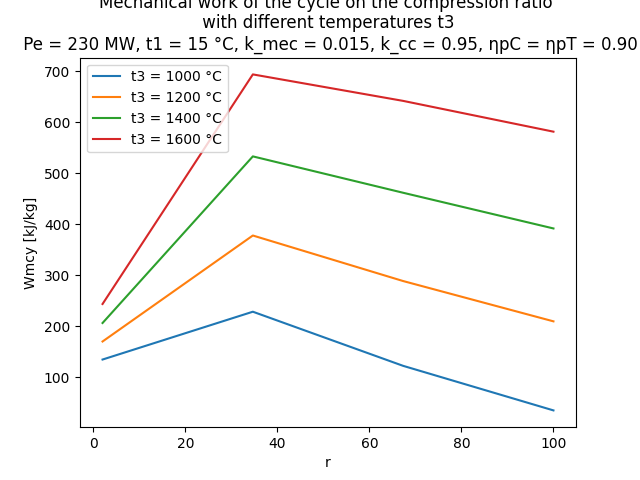 Mechanical work of the cycle on the compression ratio
with different temperatures t3
Pe = 230 MW, t1 = 15 °C, k_mec = 0.015, k_cc = 0.95, ηpC = ηpT = 0.90
t3 = 1000 °C
t3 = 1200 °C
t3 = 1400 °C
t3 = 1600 °C
700
600
500
400
300
200
100
Wmcy [kJ/kg]
0 20 40 60 80 100
r